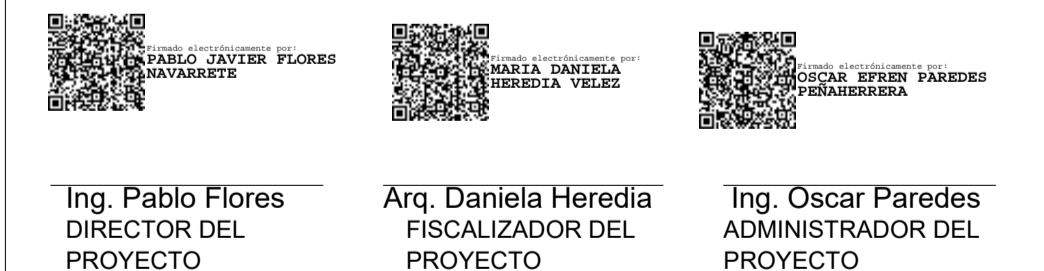 Firmado electrónicamente por:
PABLO JAVIER FLORES
NAVARRETE
Firmado electrónicamente por:
MARIA DANIELA
HEREDIA VELEZ
Firmado electrónicamente por:
OSCAR EFREN PAREDES
PEÑAHERRERA
Ing. Pablo Flores
DIRECTOR DEL
PROYECTO
Arq. Daniela Heredia
FISCALIZADOR DEL
PROYECTO
Ing. Oscar Paredes
ADMINISTRADOR DEL
PROYECTO